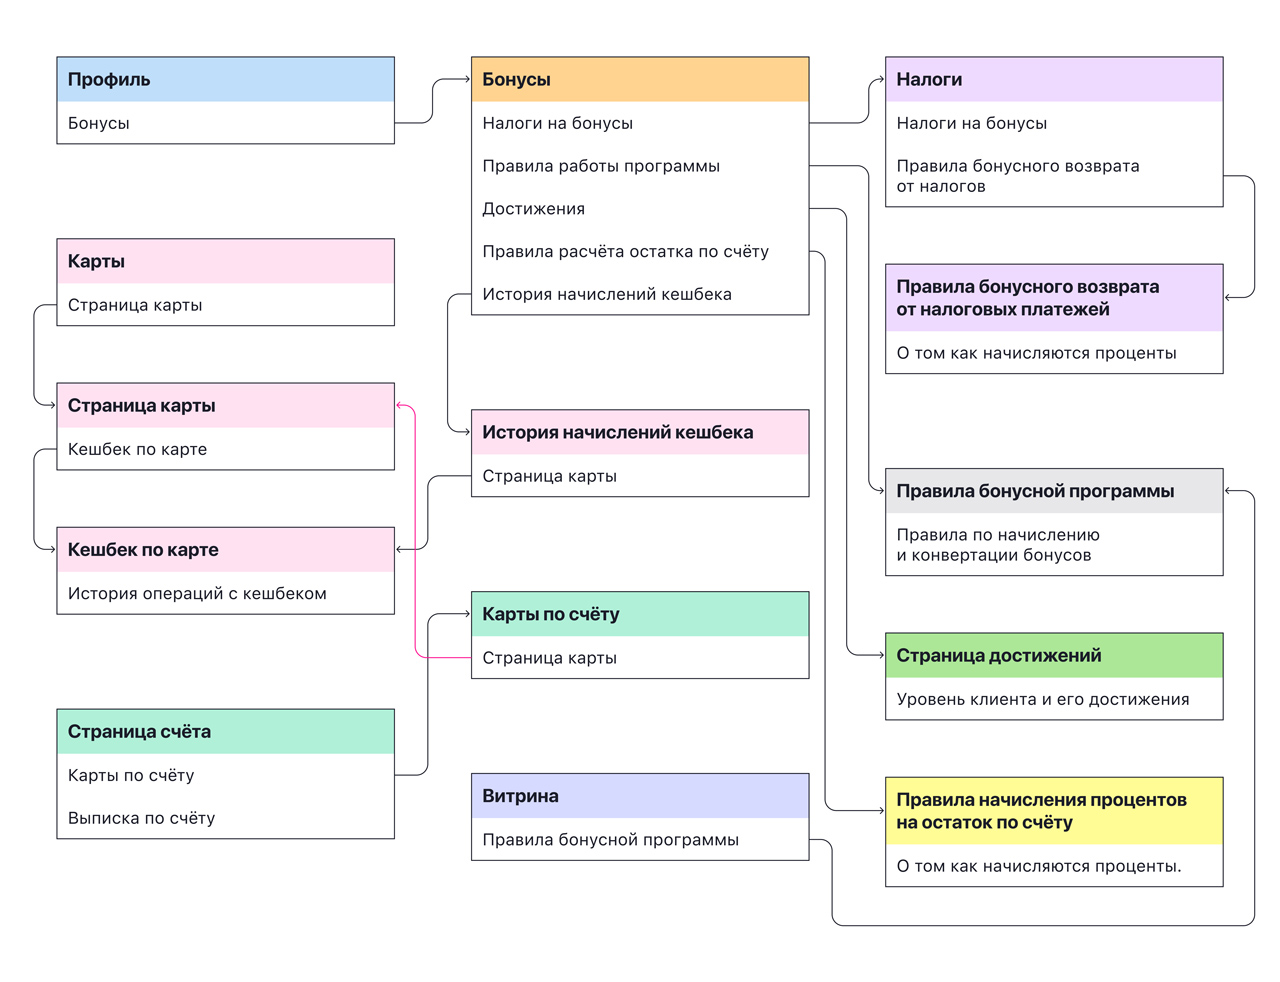 Профиль
Бонусы
Карты
Страница карты
Страница карты
Кешбек по карте
Кешбек по карте
История операций с кешбеком
Страница счёта
Карты по счёту
Выписка по счёту
Бонусы
Налоги на бонусы
Правила работы программы
Достижения
Правила расчёта остатка по счёту
История начислений кешбека
История начислений кешбека
Страница карты
Карты по счёту
Страница карты
Витрина
Правила бонусной программы
Налоги
Налоги на бонусы
Правила бонусного возврата
от налогов
Правила бонусного возврата
от налоговых платежей
О том как начисляются проценты
Правила бонусной программы
Правила по начислению
и конвертации бонусов
Страница достижений
Уровень клиента и его достижения
Правила начисления процентов
на остаток по счёту
О том как начисляются проценты.